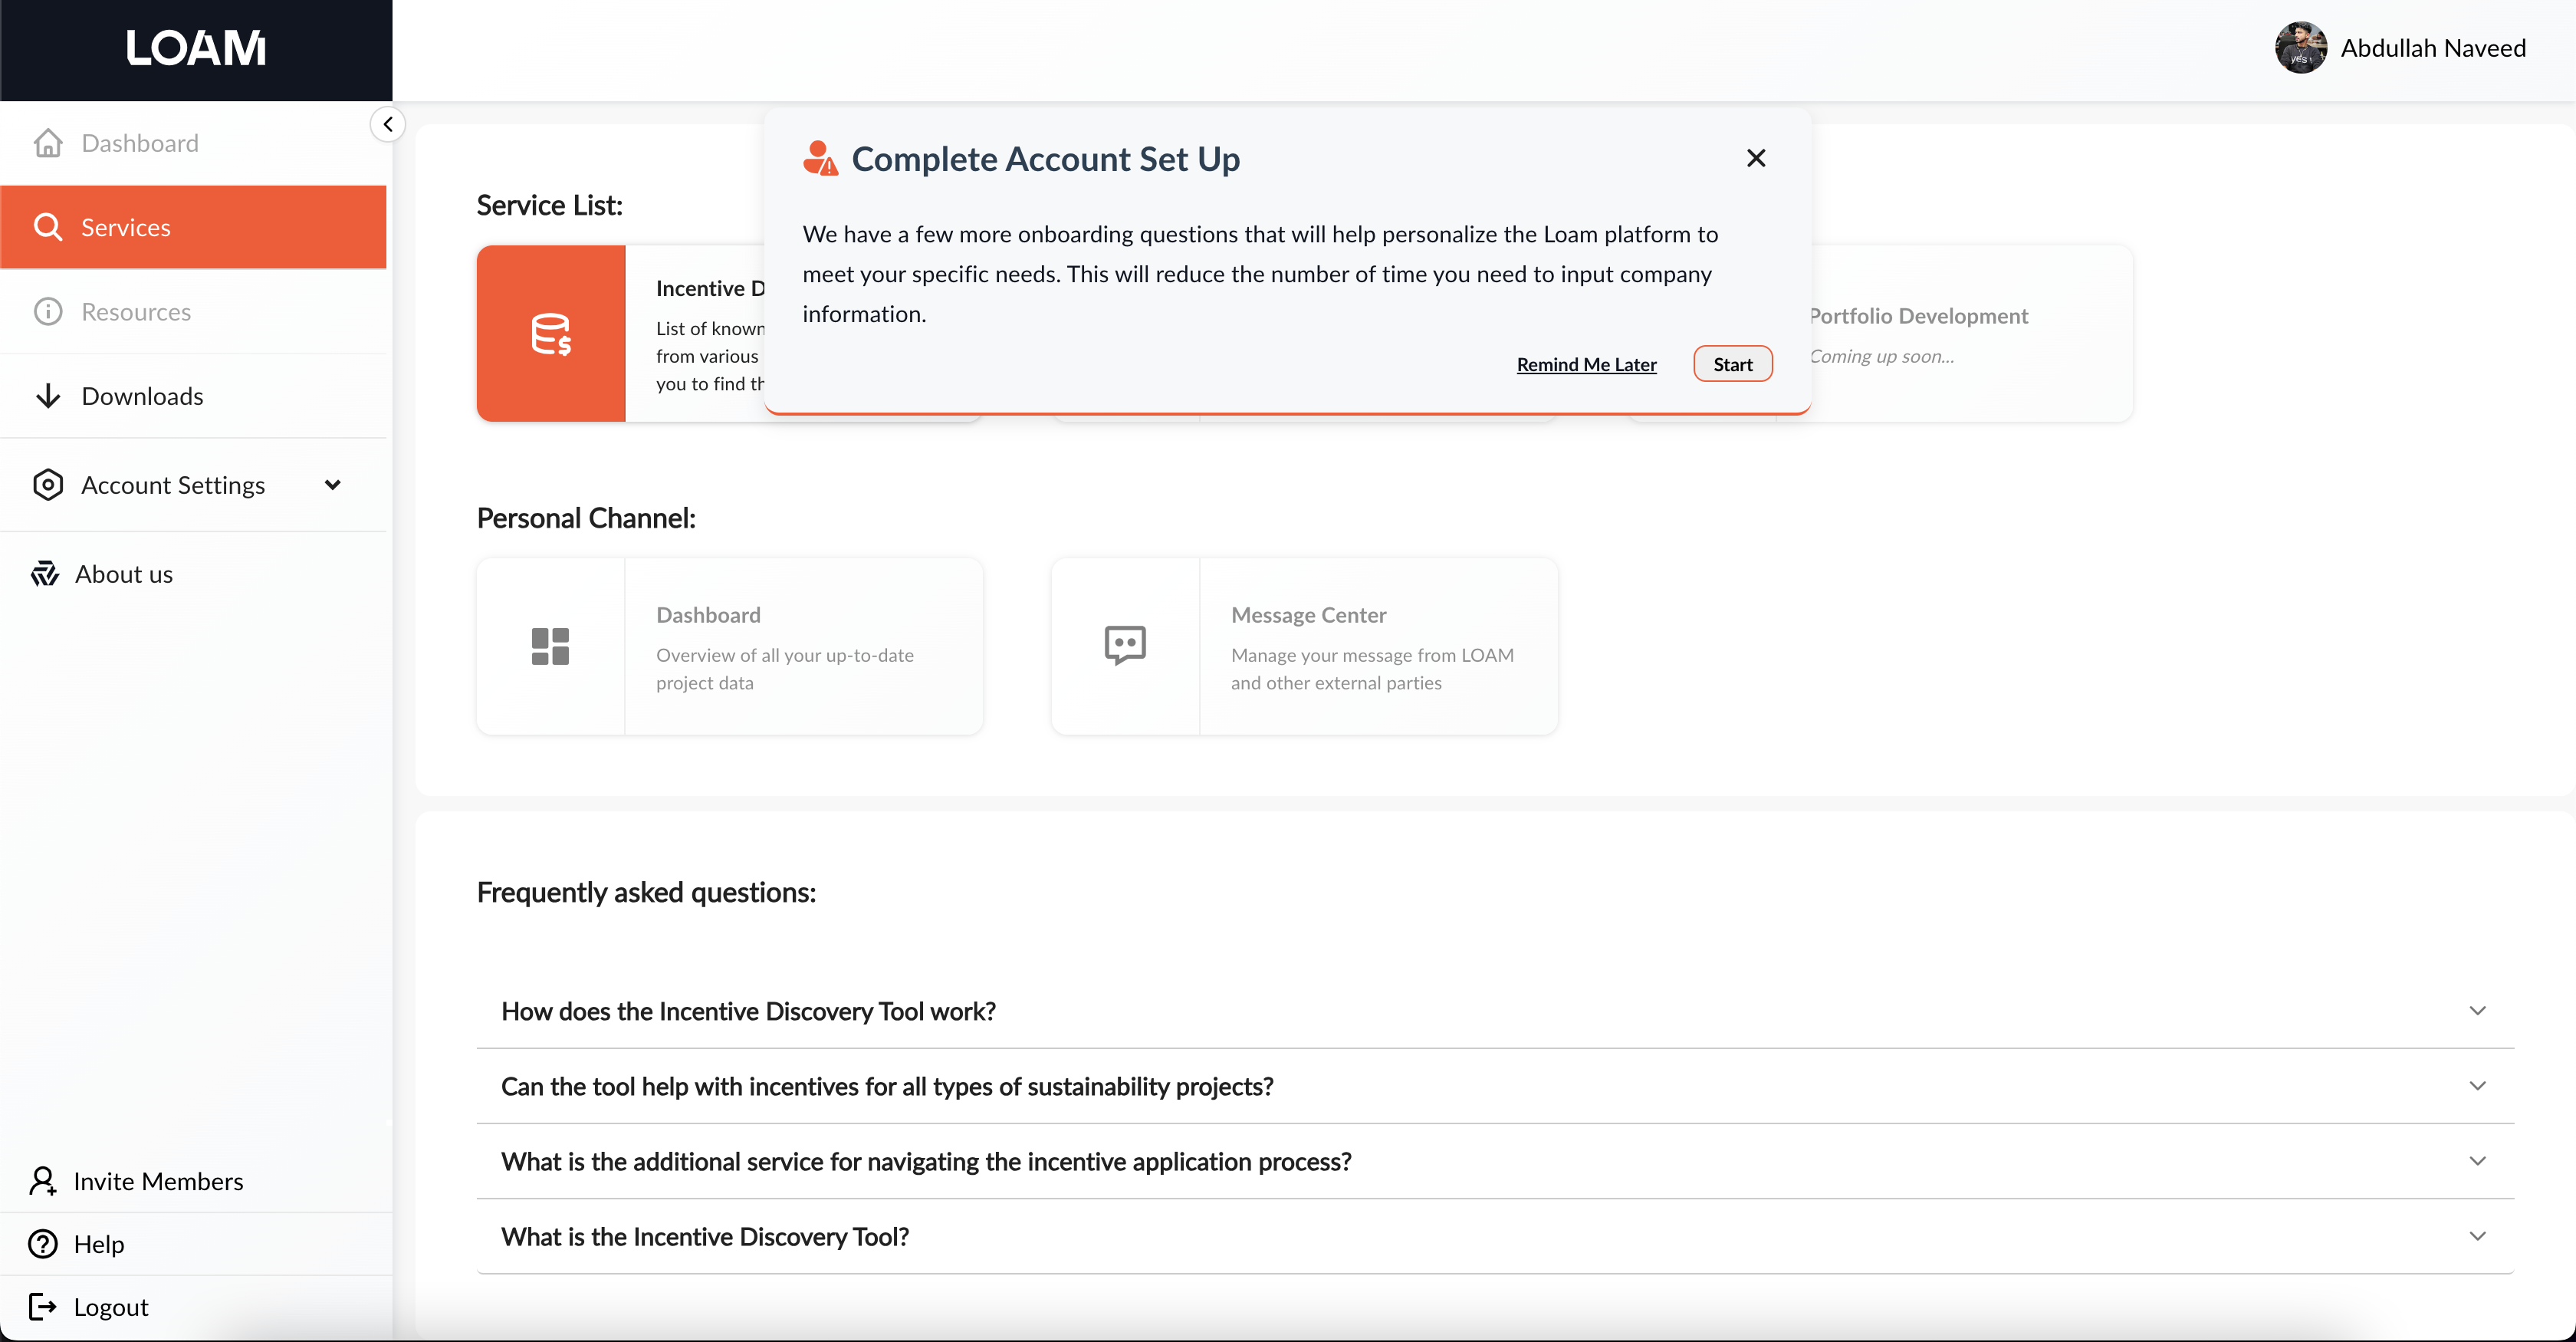 LOAM
Abdullah Naveed
Dashboard
Services
Resources
Downloads
Account Settings
About us
Invite Members
Help
Logout
Complete Account Set Up
We have a few more onboarding questions that will help personalize the Loam platform to
meet your specific needs. This will reduce the number of time you need to input company
information.
Remind Me Later
Start
Service List:
Incentive D
List of known
from various
you to find th
Portfolio Development
Coming up soon...
Personal Channel:
Dashboard
Overview of all your up-to-date
project data
Message Center
Manage your message from LOAM
and other external parties
Frequently asked questions:
How does the Incentive Discovery Tool work?
Can the tool help with incentives for all types of sustainability projects?
What is the additional service for navigating the incentive application process?
What is the Incentive Discovery Tool?